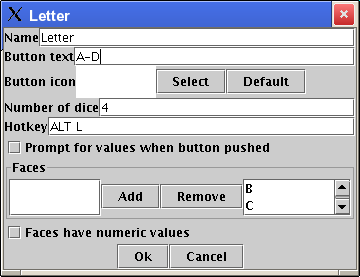 Letter
Name Letter
Button text A-D
Button icon Select Default
Number of dice 4
Hotkey ALT L
Prompt for values when button pushed
Faces
Add Remove B
C
Faces have numeric values
Ok Cancel